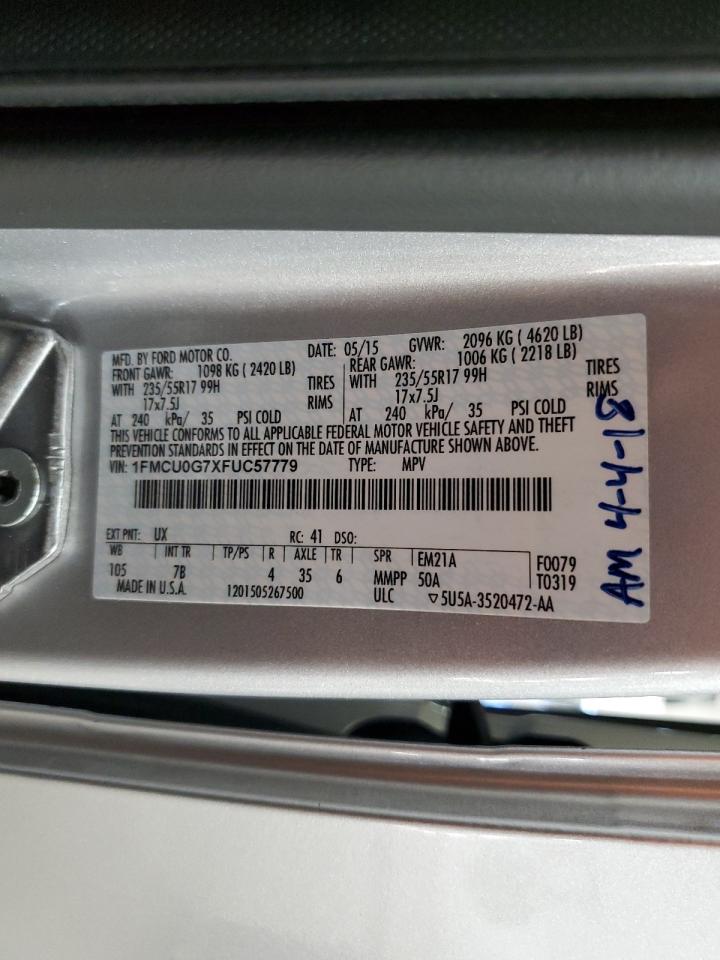 MFD. BY FORD MOTOR CO. DATE: 05/15 GVWR: 2096 KG ( 4620 LB)
FRONT GAWR: 1098 KG ( 2420 LB) REAR GAWR: 1006 KG ( 2218 LB)
WITH 235/55R17 99H TIRES WITH 235/55R17 99H TIRES
17x7.5J RIMS 17x7.5J RIMS
AT 240 kPa/ 35 PSI COLD AT 240 kPa/ 35 PSI COLD
THIS VEHICLE CONFORMS TO ALL APPLICABLE FEDERAL MOTOR VEHICLE SAFETY AND THEFT
PREVENTION STANDARDS IN EFFECT ON THE DATE OF MANUFACTURE SHOWN ABOVE.
VIN: 1FMCU0G7XFUC57779 TYPE: MPV
EXT PNT: UX RC: 41 DSO:
WB INT TR TP/PS R AXLE TR SPR EM21A F0079
105 7B 4 35 6 MMPP 50A T0319
MADE IN U.S.A. 1201505267500 ULC ▽5U5A-3520472-AA
AM 4-4-18